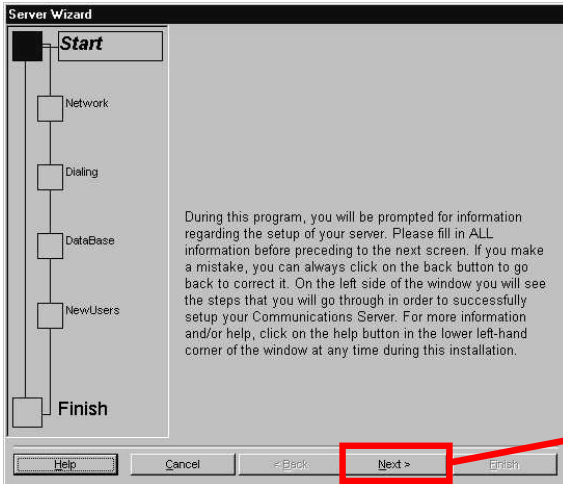 Server Wizard
Start
Network
Dialing
DataBase
NewUsers
Finish
During this program, you will be prompted for information
regarding the setup of your server. Please fill in ALL
information before preceding to the next screen. If you make
a mistake, you can always click on the back button to go
back to correct it. On the left side of the window you will see
the steps that you will go through in order to successfully
setup your Communications Server. For more information
and/or help, click on the help button in the lower left-hand
corner of the window at any time during this installation.
Help Cancel < Back Next > Finish